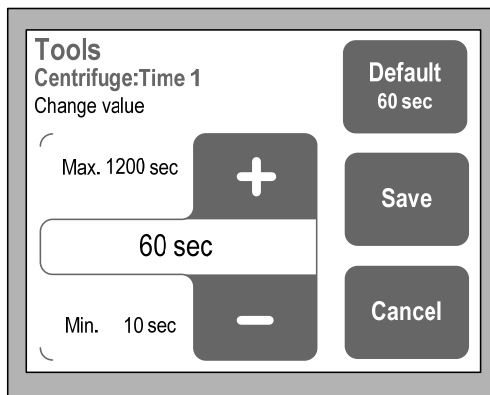 Tools
Centrifuge:Time 1
Change value
Max. 1200 sec
+
60 sec
−
Min. 10 sec
Default
60 sec
Save
Cancel